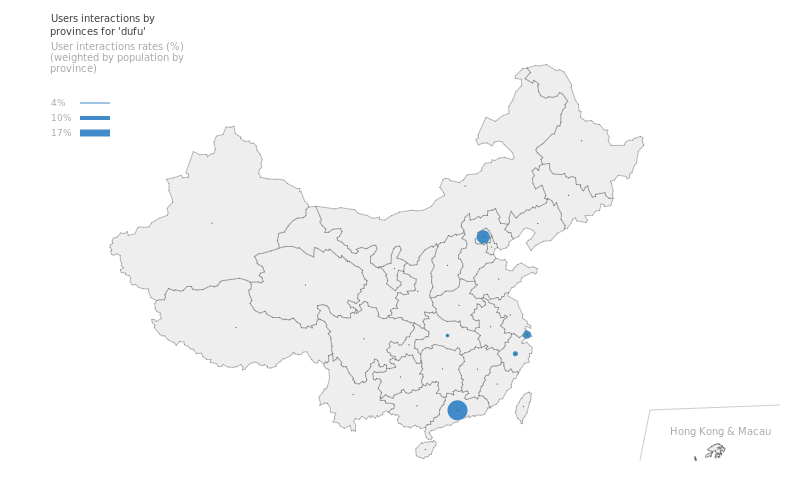 Users interactions by
provinces for 'dufu'
User interactions rates (%)
(weighted by population by
province)
4%
10%
17%
Hong Kong & Macau